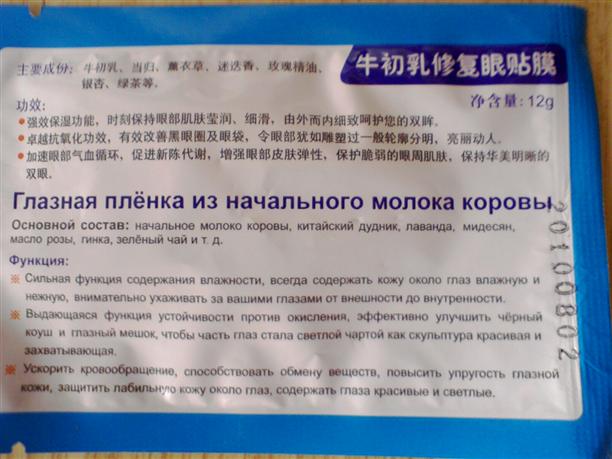 牛初乳修复眼贴膜
主要成份：牛初乳、当归、薰衣草、迷迭香、玫瑰精油、
银杏、绿茶等。
净含量：12g
功效：
●强效保湿功能，时刻保持眼部肌肤莹润、细滑，由外而内细致呵护您的双眸。
●卓越抗氧化功效，有效改善黑眼圈及眼袋，令眼部犹如雕塑过一般轮廓分明，亮丽动人。
●加速眼部气血循环，促进新陈代谢，增强眼部皮肤弹性，保护脆弱的眼周肌肤，保持华美明晰的
双眼。
Глазная плёнка из начального молока коровы
Основной состав: начальное молоко коровы, китайский дудник, лаванда, мидесян,
масло розы, гинка, зелёный чай и т. д.
Функция:
※ Сильная функция содержания влажности, всегда содержать кожу около глаз влажную и
нежную, внимательно ухаживать за вашими глазами от внешности до внутренности.
※ Выдающаяся функция устойчивости против окисления, эффективно улучшить чёрный
коуш и глазный мешок, чтобы часть глаз стала светлой чартой как скульптура красивая и
захватывающая.
※ Ускорить кровообращение, способствовать обмену веществ, повысить упругость глазной
кожи, защитить лабильную кожу около глаз, содержать глаза красивые и светлые.
20100802